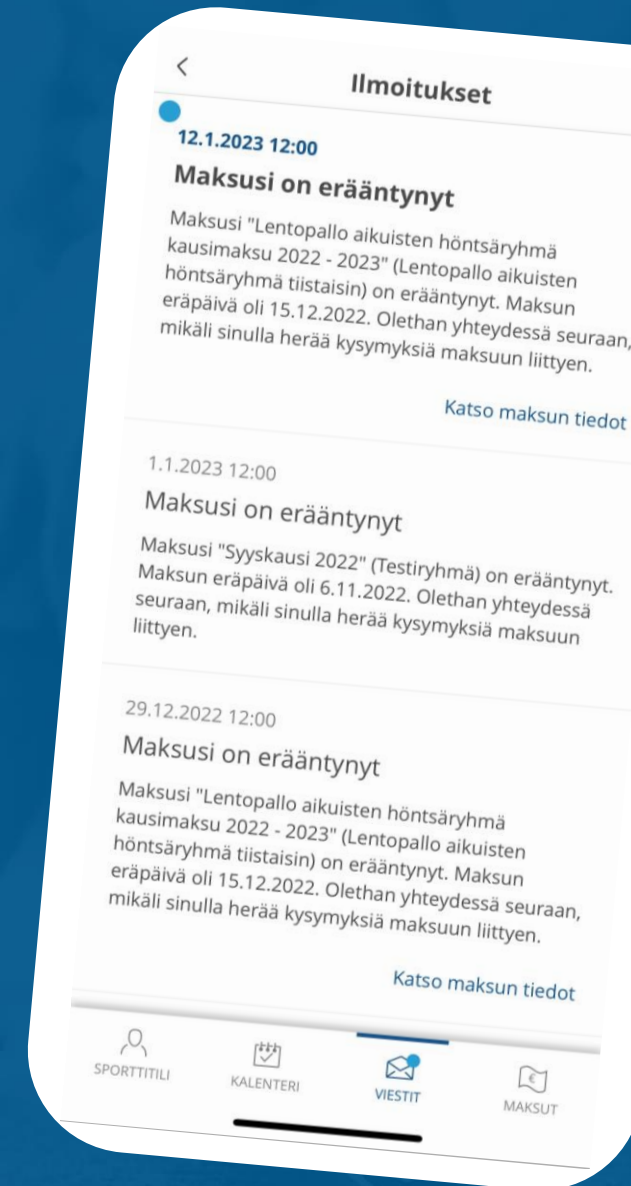 Ilmoitukset
12.1.2023 12:00
Maksusi on erääntynyt
Maksusi "Lentopallo aikuisten höntsäryhmä
kausimaksu 2022 - 2023" (Lentopallo aikuisten
höntsäryhmä tiistaisin) on erääntynyt. Maksun
eräpäivä oli 15.12.2022. Olethan yhteydessä seuraan,
mikäli sinulla herää kysymyksiä maksuun liittyen.
Katso maksun tiedot
1.1.2023 12:00
Maksusi on erääntynyt
Maksusi "Syyskausi 2022" (Testiryhmä) on erääntynyt.
Maksun eräpäivä oli 6.11.2022. Olethan yhteydessä
seuraan, mikäli sinulla herää kysymyksiä maksuun
liittyen.
29.12.2022 12:00
Maksusi on erääntynyt
Maksusi "Lentopallo aikuisten höntsäryhmä
kausimaksu 2022 - 2023" (Lentopallo aikuisten
höntsäryhmä tiistaisin) on erääntynyt. Maksun
eräpäivä oli 15.12.2022. Olethan yhteydessä seuraan,
mikäli sinulla herää kysymyksiä maksuun liittyen.
Katso maksun tiedot
SPORTTITILI
KALENTERI
VIESTIT
MAKSUT